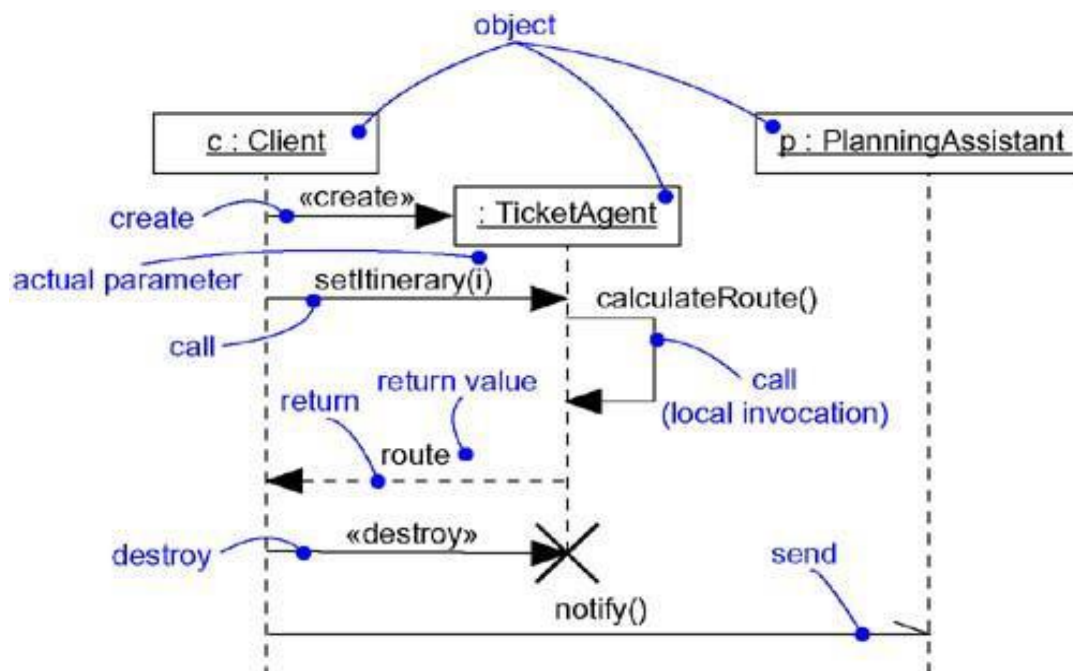 object
c : Client
p : PlanningAssistant
«create»
create
: TicketAgent
actual parameter
setItinerary(i)
calculateRoute()
call
return value
call
(local invocation)
return
route
«destroy»
destroy
send
notify()